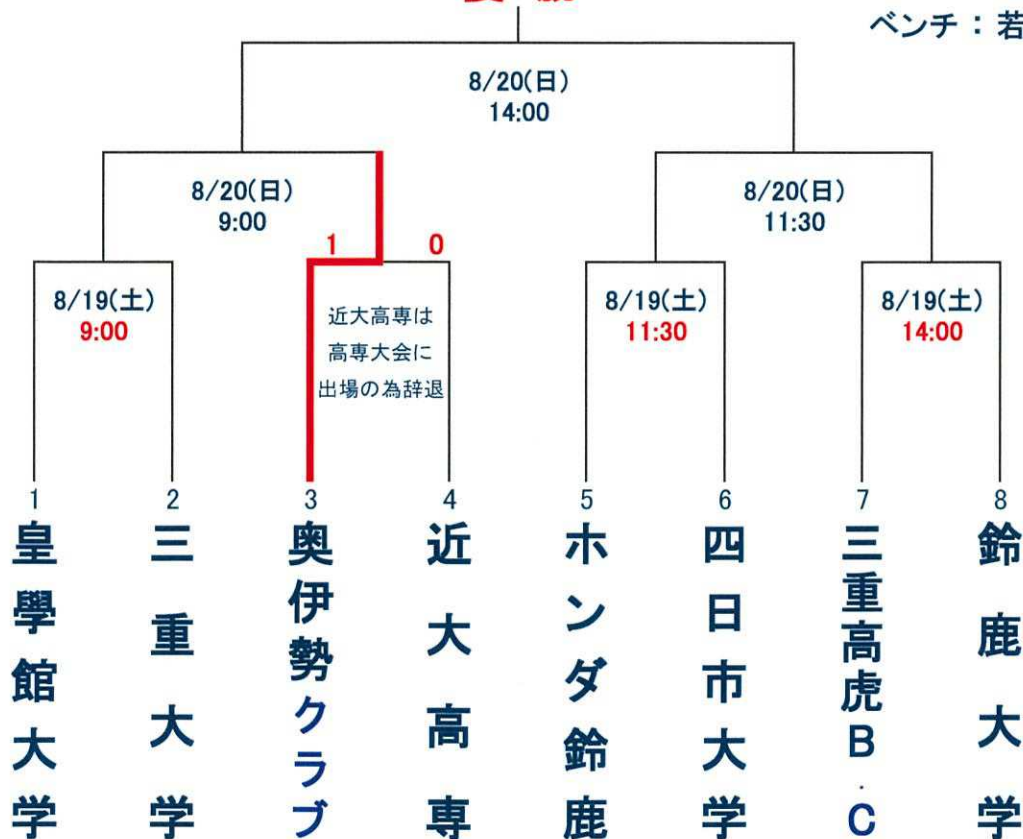 ベンチ：若
8/20(日)
14:00
8/20(日)
9:00
8/20(日)
11:30
1
0
8/19(土)
9:00
近大高専は
高専大会に
出場の為辞退
8/19(土)
11:30
8/19(土)
14:00
1
2
3
4
5
6
7
8
皇學館大学
三重大学
奥伊勢クラブ
近大高専
ホンダ鈴鹿
四日市大学
三重高虎B.C
鈴鹿大学